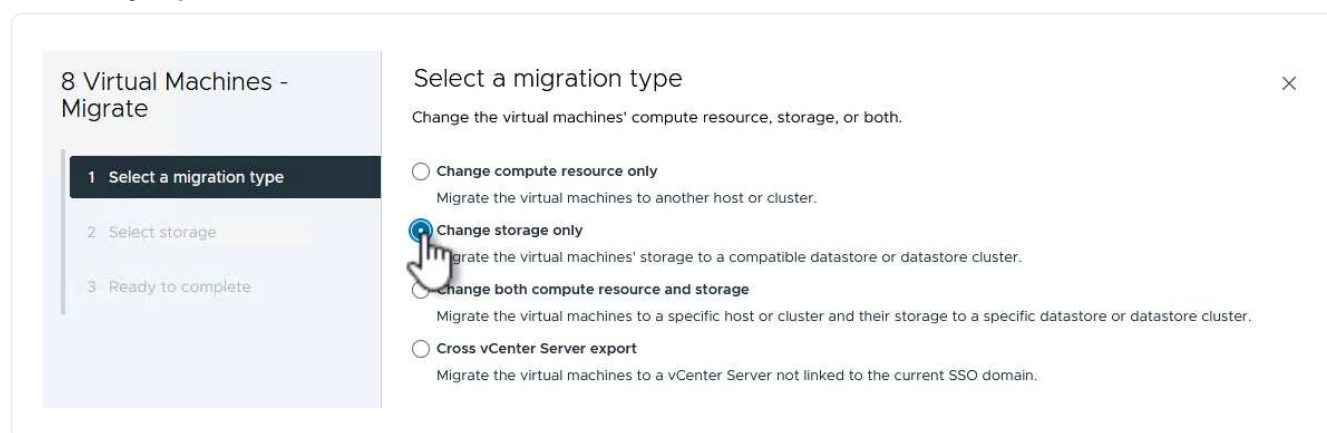 8 Virtual Machines -
Migrate
1 Select a migration type
2 Select storage
3 Ready to complete
Select a migration type
Change the virtual machines' compute resource, storage, or both.
Change compute resource only
Migrate the virtual machines to another host or cluster.
Change storage only
the virtual machines' storage to a compatible datastore or datastore cluster.
Change both compute resource and storage
Migrate the virtual machines to a specific host or cluster and their storage to a specific datastore or datastore cluster.
Cross vCenter Server export
Migrate the virtual machines to a vCenter Server not linked to the current SSO domain.